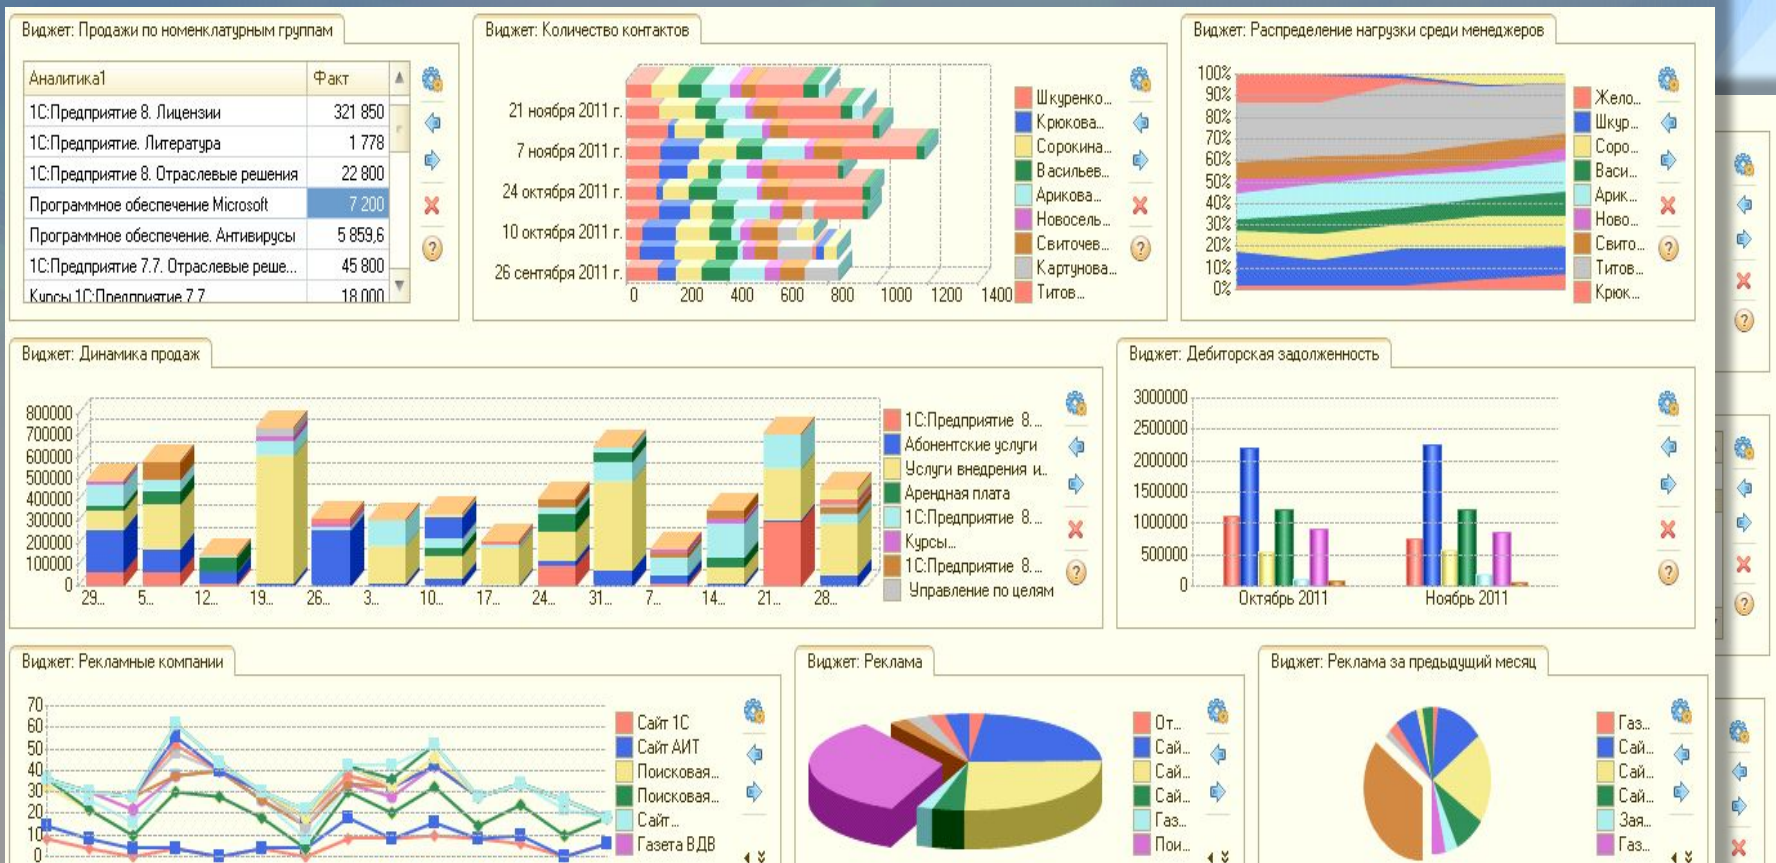 Виджет: Продажи по номенклатурным группам
Аналитика1 Факт
1С:Предприятие 8. Лицензии 321 850
1С:Предприятие. Литература 1 778
1С:Предприятие 8. Отраслевые решения 22 800
Программное обеспечение Microsoft 7 200
Программное обеспечение. Антивирусы 5 859,6
1С:Предприятие 7.7. Отраслевые реше... 45 800
Курсы 1С:Предприятие 7.7 18 000
Виджет: Количество контактов
21 ноября 2011 г.
7 ноября 2011 г.
24 октября 2011 г.
10 октября 2011 г.
26 сентября 2011 г.
0 200 400 600 800 1000 1200 1400
Шкуренко...
Крюкова...
Сорокина...
Васильев...
Арикова...
Новосель...
Свиточев...
Картунова...
Титов...
Виджет: Распределение нагрузки среди менеджеров
100%
90%
80%
70%
60%
50%
40%
30%
20%
10%
0%
Жело...
Шкур...
Соро...
Васи...
Арик...
Ново...
Свито...
Титов...
Крюк...
Виджет: Динамика продаж
800000
700000
600000
500000
400000
300000
200000
100000
0
29... 5... 12... 19... 26... 3... 10... 17... 24... 31... 7... 14... 21... 28...
1С:Предприятие 8....
Абонентские услуги
Услуги внедрения и..
Арендная плата
1С:Предприятие 8....
Курсы...
1С:Предприятие 8....
Управление по целям
Виджет: Дебиторская задолженность
3000000
2500000
2000000
1500000
1000000
500000
0
Октябрь 2011 Ноябрь 2011
Виджет: Рекламные компании
70
60
50
40
30
20
10
0
Сайт 1С
Сайт АИТ
Поисковая...
Поисковая...
Сайт...
Газета ВДВ
Виджет: Реклама
От...
Сай...
Сай...
Сай...
Газ...
Пои...
Виджет: Реклама за предыдущий месяц
Газ...
Сай...
Сай...
Сай...
Зая...
Газ...